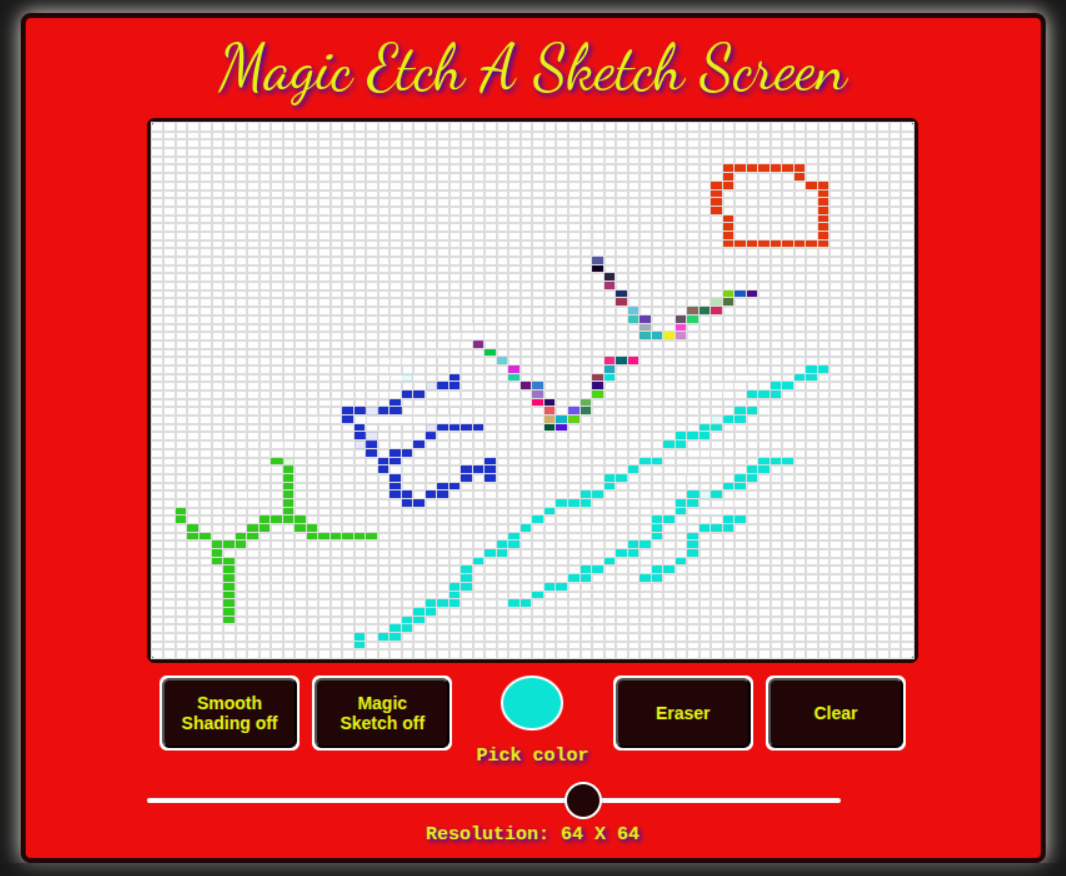 Magic Etch A Sketch Screen
Smooth
Shading off
Magic
Sketch off
Pick color
Eraser
Clear
Resolution: 64 X 64